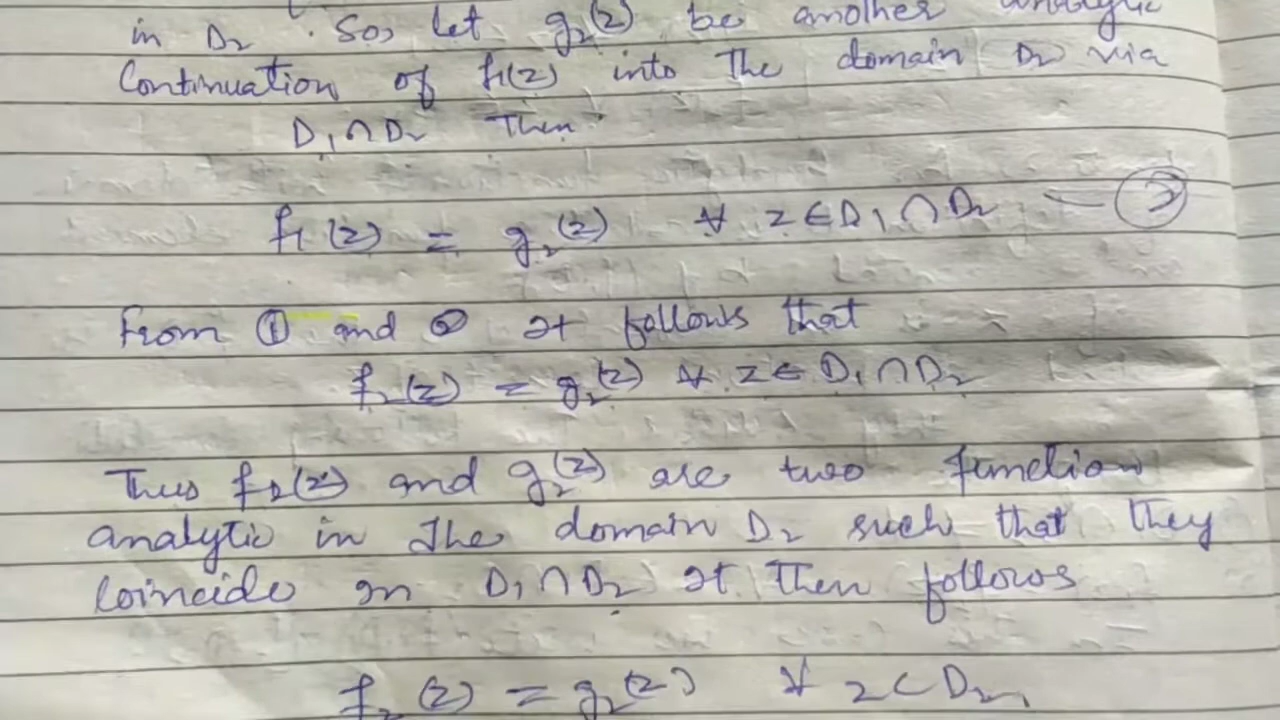 in D₂. So, let g₂(z) be another analytic
Continuation of f₁(z) into The domain D₂ via
D₁∩D₂ Then
f₁(z) = g₂(z) ∀ z∈D₁∩D₂ — ②
From ① and ② It follows that
f₂(z) = g₂(z) ∀ z∈D₁∩D₂
Thus f₂(z) and g₂(z) are two function
analytic in The domain D₂ such that they
Coincide in D₁∩D₂ It Then follows
f₂(z) = g₂(z) ∀ z∈D₂,